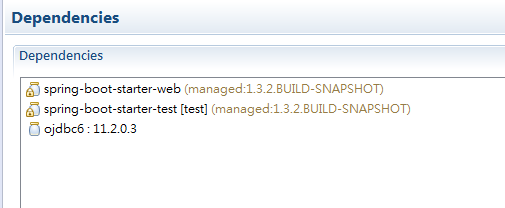 Dependencies
Dependencies
spring-boot-starter-web (managed:1.3.2.BUILD-SNAPSHOT)
spring-boot-starter-test [test] (managed:1.3.2.BUILD-SNAPSHOT)
ojdbc6 : 11.2.0.3